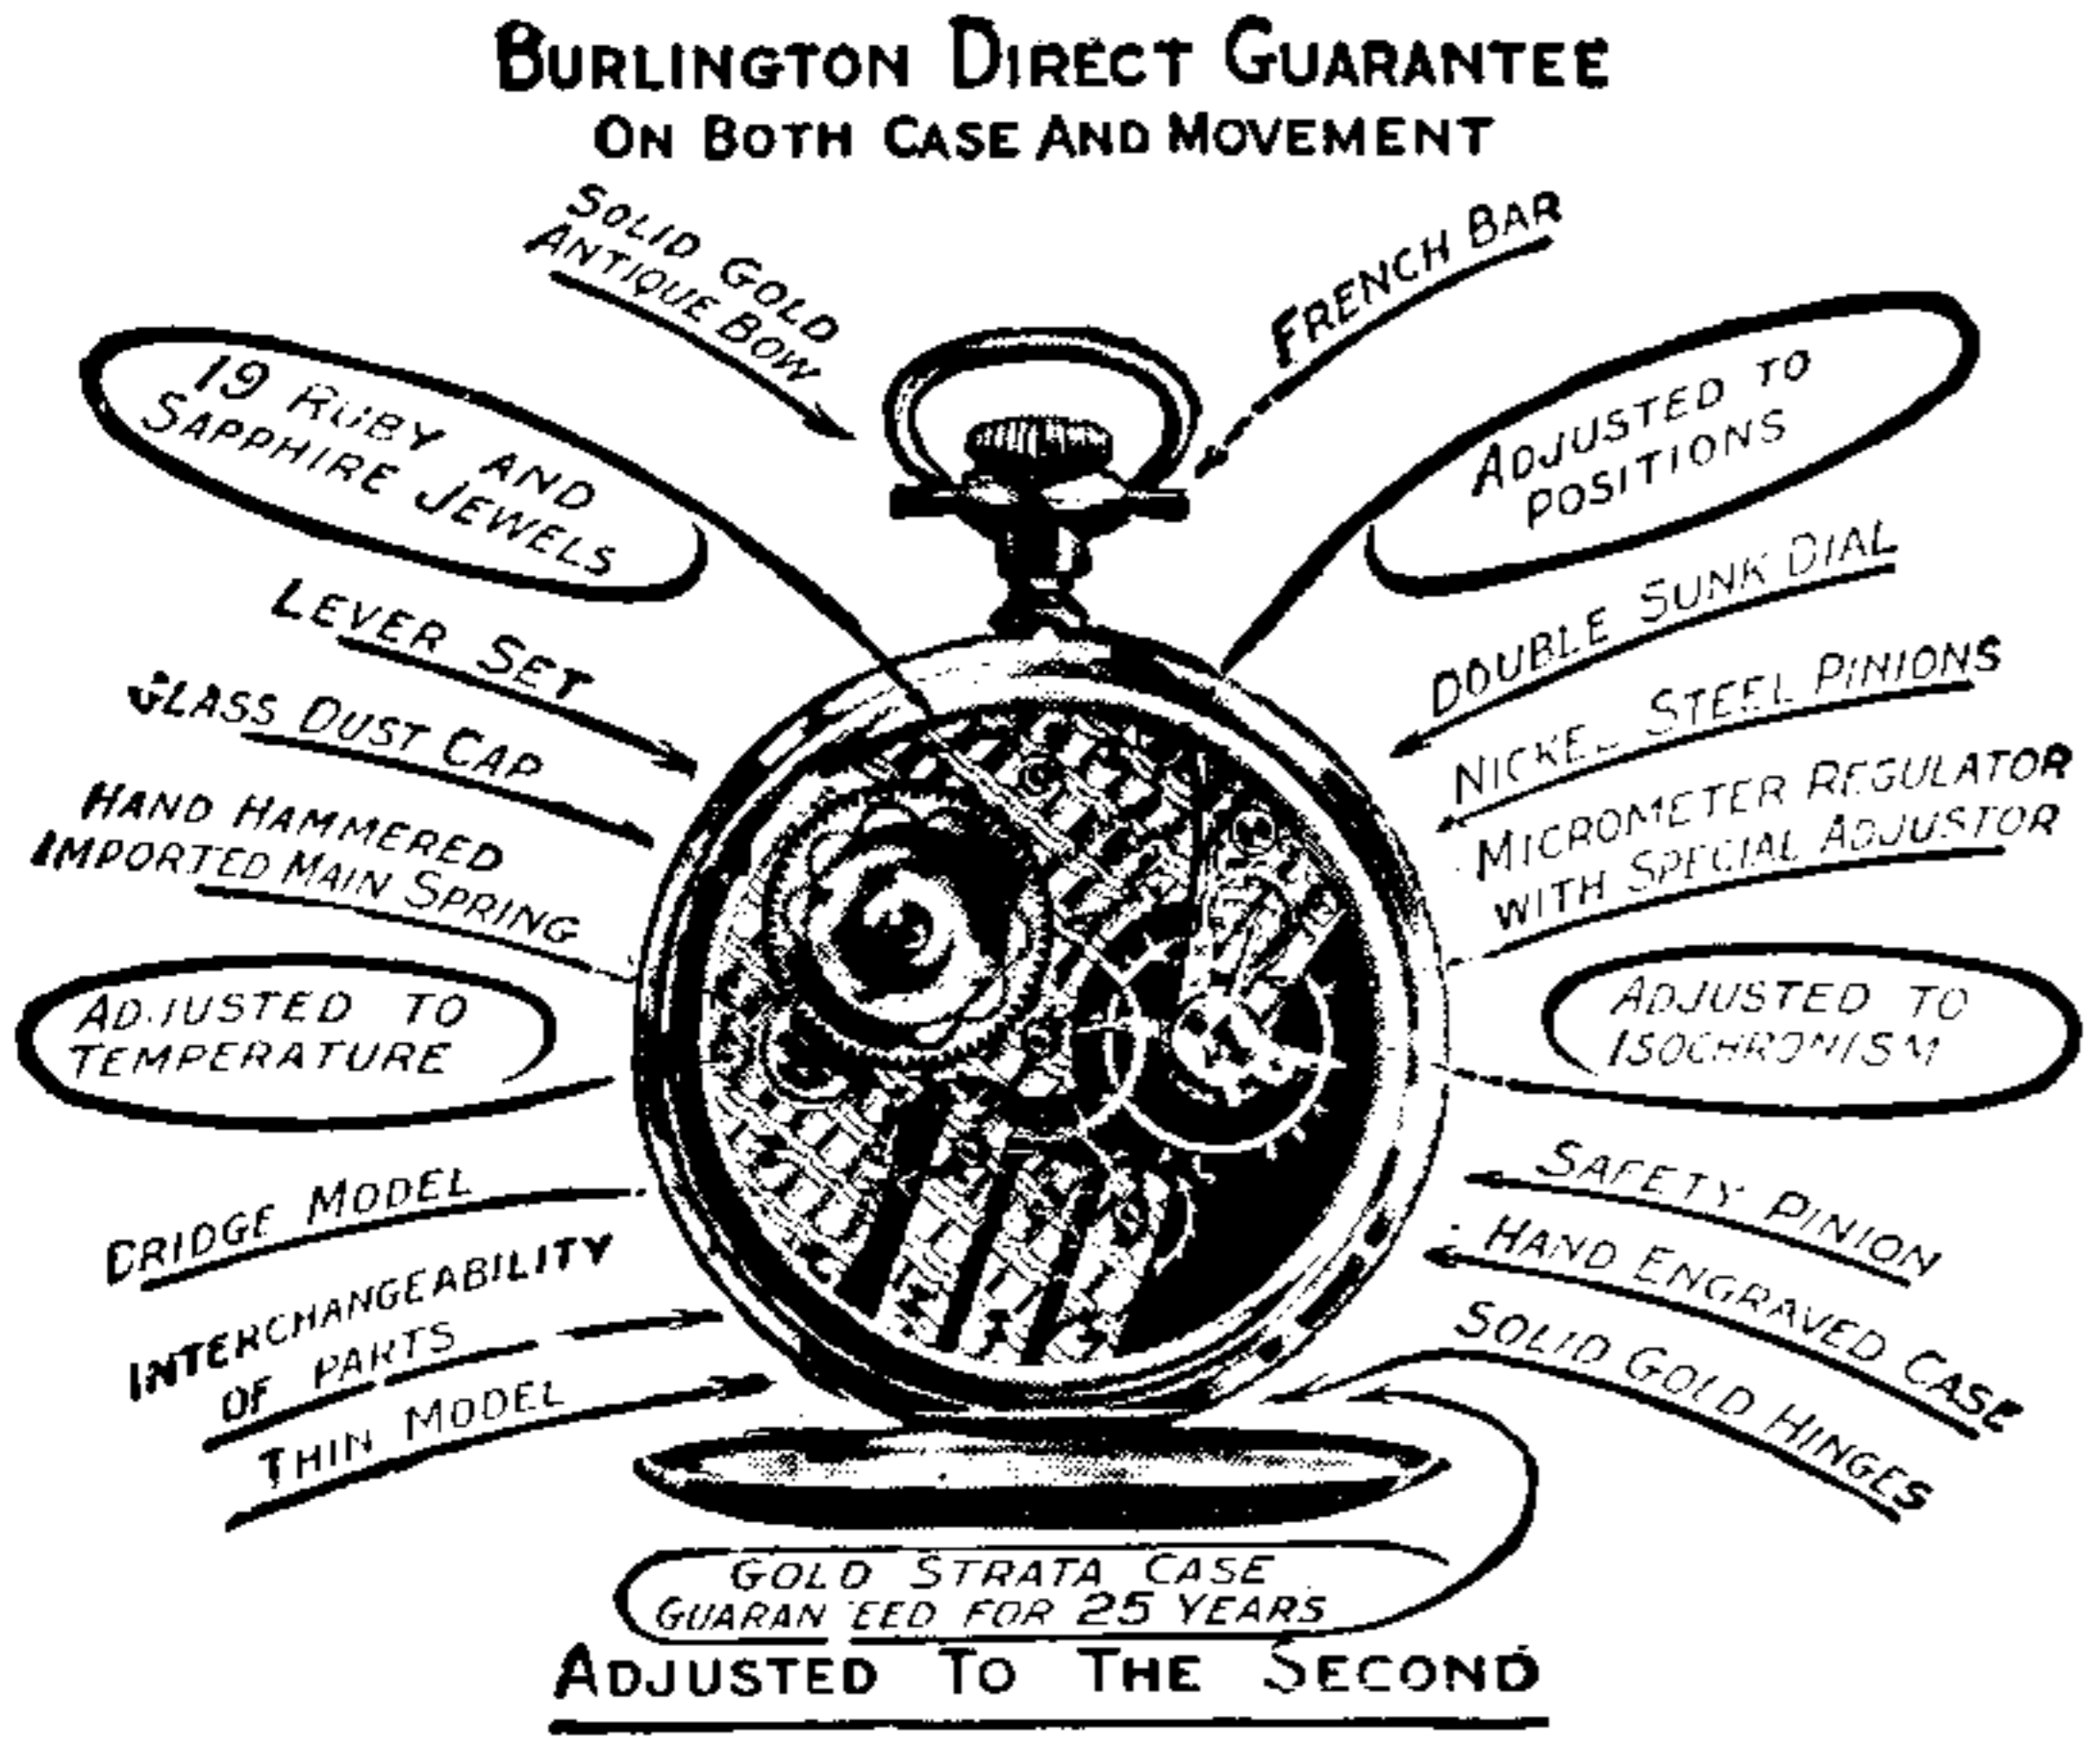 BURLINGTON DIRECT GUARANTEE
ON BOTH CASE AND MOVEMENT
SOLID GOLD
ANTIQUE BOW
FRENCH BAR
19 RUBY AND
SAPPHIRE JEWELS
ADJUSTED TO
POSITIONS
LEVER SET
DOUBLE SUNK DIAL
GLASS DUST CAP
NICKEL STEEL PINIONS
HAND HAMMERED
IMPORTED MAIN SPRING
MICROMETER REGULATOR
WITH SPECIAL ADJUSTOR
ADJUSTED TO
TEMPERATURE
ADJUSTED TO
ISOCHRONISM
BRIDGE MODEL
SAFETY PINION
INTERCHANGEABILITY
OF PARTS
HAND ENGRAVED CASE
THIN MODEL
SOLID GOLD HINGES
GOLD STRATA CASE
GUARANTEED FOR 25 YEARS
ADJUSTED TO THE SECOND